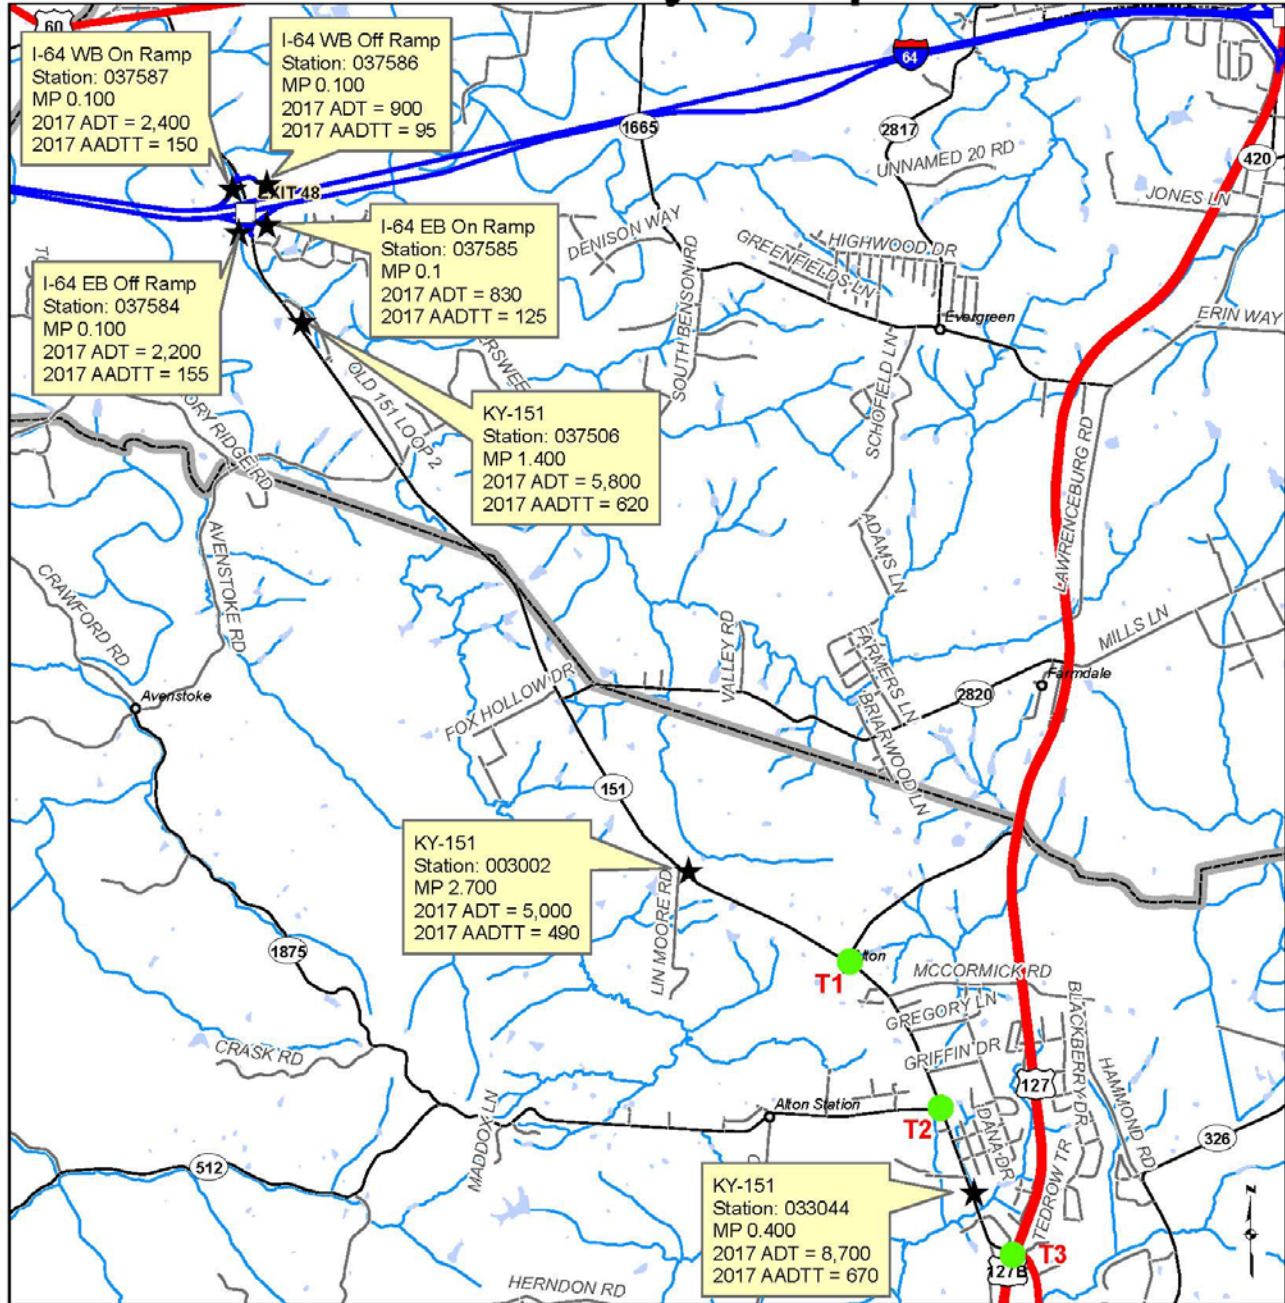 60
I-64 WB On Ramp
Station: 037587
MP 0.100
2017 ADT = 2,400
2017 AADTT = 150
I-64 WB Off Ramp
Station: 037586
MP 0.100
2017 ADT = 900
2017 AADTT = 95
64
1665
2817
UNNAMED 20 RD
420
JONES LN
EXIT 48
I-64 EB On Ramp
Station: 037585
MP 0.1
2017 ADT = 830
2017 AADTT = 125
DENISON WAY
SOUTH BENSON RD
GREENFIELDS LN
HIGHWOOD DR
I-64 EB Off Ramp
Station: 037584
MP 0.100
2017 ADT = 2,200
2017 AADTT = 155
Evergreen
ERIN WAY
OLD 151 LOOP 2
SCHOFIELD LN
KY-151
Station: 037506
MP 1.400
2017 ADT = 5,800
2017 AADTT = 620
ORY RIDGE RD
LAWRENCEBURG RD
AVENSTOKE RD
CRAWFORD RD
ADAMS LN
VALLEY RD
FARMERS LN
MILLS LN
Avenstoke
FOX HOLLOW DR
2820
Farmdale
BRIARWOOD LN
151
KY-151
Station: 003002
MP 2.700
2017 ADT = 5,000
2017 AADTT = 490
LIN MOORE RD
1875
lton
T1
MCCORMICK RD
GREGORY LN
BLACKBERRY DR
CRASK RD
GRIFFIN DR
127
HAMMOND RD
MADDOX LN
Alton Station
T2
DANA DR
326
512
TEDROW TR
KY-151
Station: 033044
MP 0.400
2017 ADT = 8,700
2017 AADTT = 670
N
T3
127B
HERNDON RD